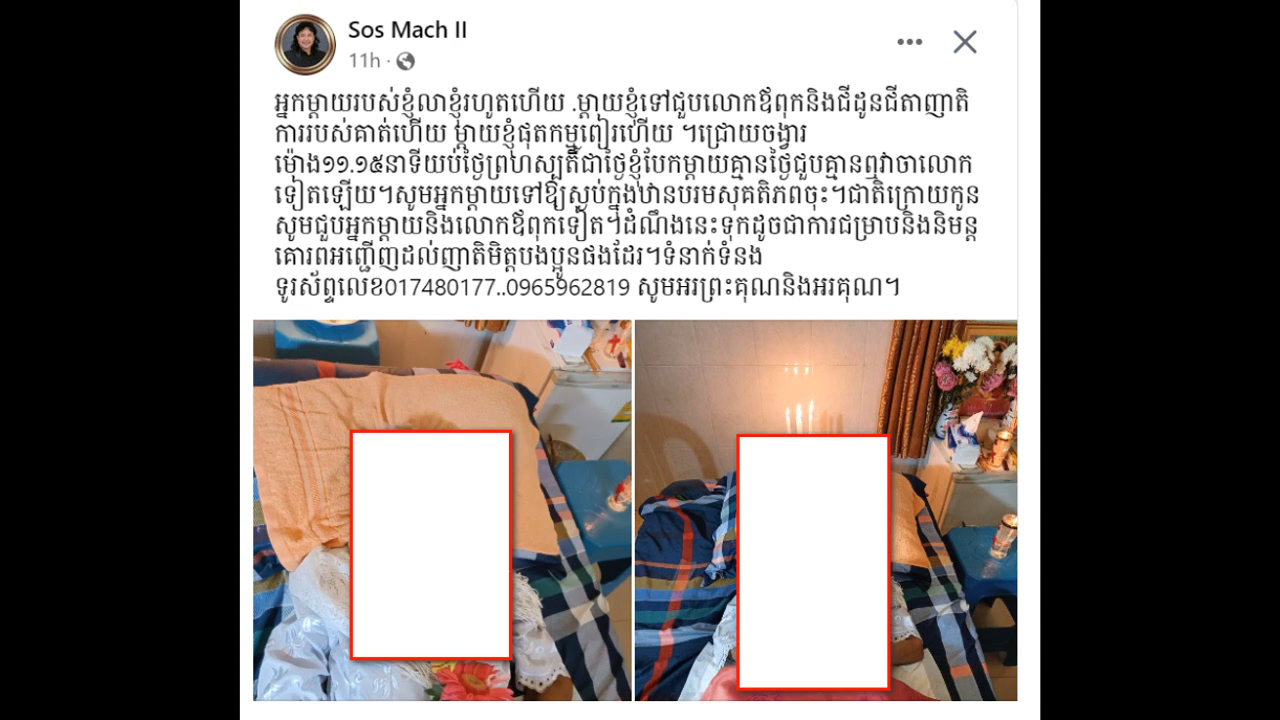 Sos Mach II
11h ·
អ្នកម្ដាយរបស់ខ្ញុំលាខ្ញុំរហូតហើយ .ម្ដាយខ្ញុំទៅជួបលោកឪពុកនិងជីដូនជីតាញាតិ
ការរបស់គាត់ហើយ ម្ដាយខ្ញុំផុតកម្មពៀរហើយ ។ជ្រោយចង្វារ
ម៉ោង១១.១៥នាទីយប់ថ្ងៃព្រហស្បតិ៍ជាថ្ងៃខ្ញុំបែកម្ដាយគ្មានថ្ងៃជួបគ្មានឮវាចាលោក
ទៀតឡើយ។សូមអ្នកម្ដាយទៅឱ្យស្ងប់ក្នុងឋានបរមសុគតិភពចុះ។ជាតិក្រោយកូន
សូមជួបអ្នកម្ដាយនិងលោកឪពុកទៀត។ដំណឹងនេះទុកដូចជាការជម្រាបនិងនិមន្ត
គោរពអញ្ជើញដល់ញាតិមិត្តបងប្អូនផងដែរ។ទំនាក់ទំនង
ទូរស័ព្ទលេខ017480177..0965962819 សូមអរព្រះគុណនិងអរគុណ។